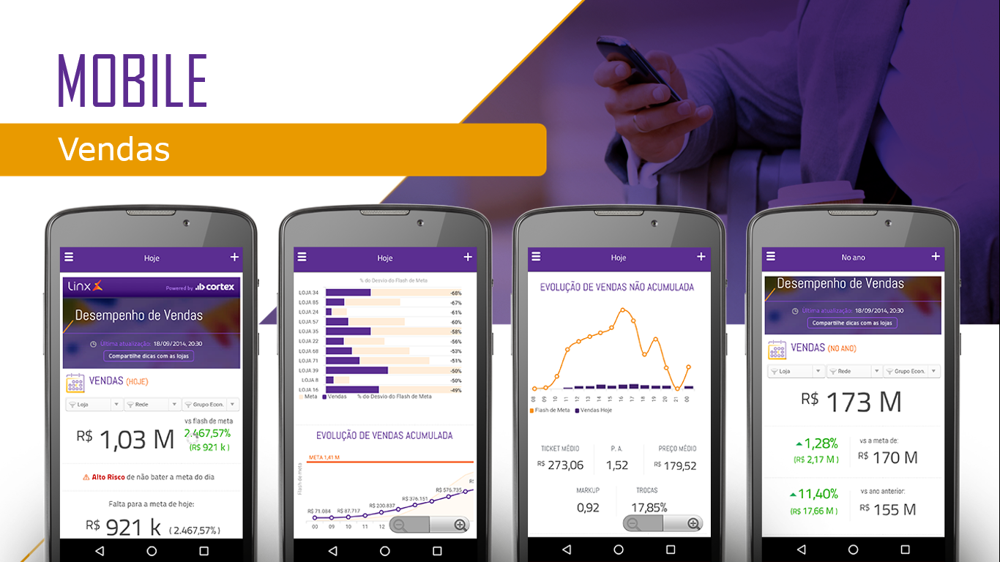 MOBILE
Vendas
Hoje
Linx
Powered by cortex
Desempenho de Vendas
Última atualização: 18/09/2014, 20:30
Compartilhe dicas com as lojas
VENDAS (HOJE)
Loja Rede Grupo Econ.
vs flash de meta
R$ 1,03 M 2.467,57%
(R$ 921 k )
Alto Risco de não bater a meta do dia
Falta para a meta de hoje:
R$ 921 k ( 2.467,57%)
Hoje
% do Desvio do Flash de Meta
LOJA 34 -68%
LOJA 85 -67%
LOJA 24 -61%
LOJA 57 -60%
LOJA 35 -58%
LOJA 22 -56%
LOJA 68 -53%
LOJA 71 -51%
LOJA 39 -50%
LOJA 8 -50%
LOJA 16 -49%
Meta Vendas % do Desvio do Flash de Meta
EVOLUÇÃO DE VENDAS ACUMULADA
META 1,41 M
Flash de meta
R$ 71.084 R$ 87.717 R$ 200.837 R$ 376.151 R$ 576.735 R$
00 09 10 11 12
Hoje
EVOLUÇÃO DE VENDAS NÃO ACUMULADA
08 09 10 11 12 13 14 15 16 17 18 19 20 21 00
Flash de Meta Vendas Hoje
TICKET MÉDIO P. A. PREÇO MÉDIO
R$ 273,06 1,52 R$ 179,52
MARKUP TROCAS
0,92 17,85%
No ano
Desempenho de Vendas
Última atualização: 18/09/2014, 20:30
Compartilhe dicas com as lojas
VENDAS (NO ANO)
Loja Rede Grupo Econ.
R$ 173 M
1,28% vs a meta de:
(R$ 2,17 M ) R$ 170 M
11,40% vs ano anterior:
(R$ 17,66 M ) R$ 155 M